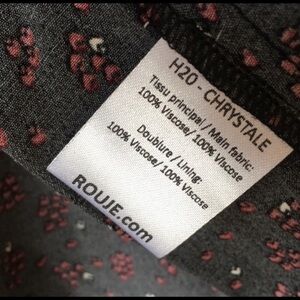 H20 - CHRYSTALE
Tissu principal / Main fabric:
100% Viscose/ 100% Viscose
Doublure / Lining:
100% Viscose/ 100% Viscose
ROUJE.com